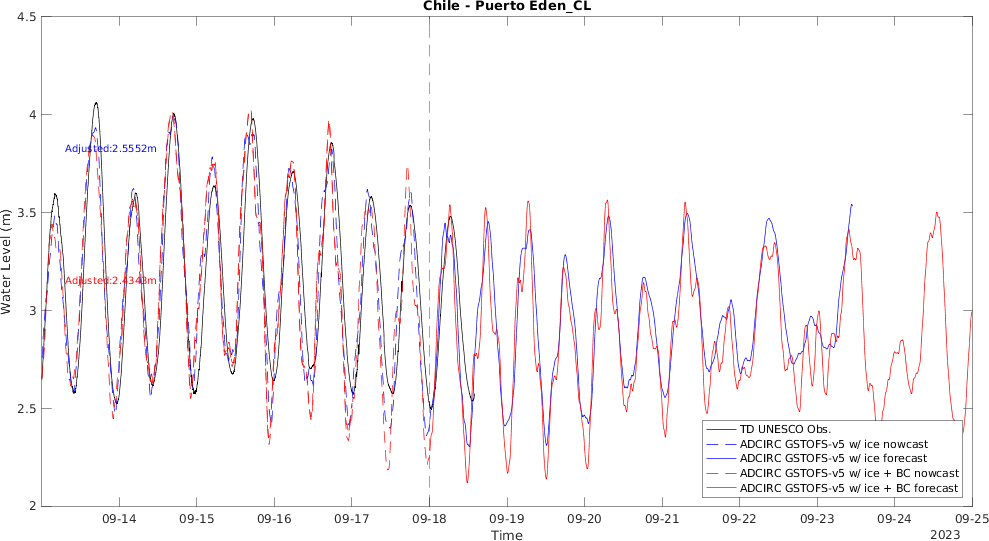 Chile - Puerto Eden_CL
4.5
4
3.5
3
2.5
2
Water Level (m)
Adjusted:2.5552m
Adjusted:2.4343m
TD UNESCO Obs.
ADCIRC GSTOFS-v5 w/ ice nowcast
ADCIRC GSTOFS-v5 w/ ice forecast
ADCIRC GSTOFS-v5 w/ ice + BC nowcast
ADCIRC GSTOFS-v5 w/ ice + BC forecast
09-14 09-15 09-16 09-17 09-18 09-19 09-20 09-21 09-22 09-23 09-24 09-25
Time
2023